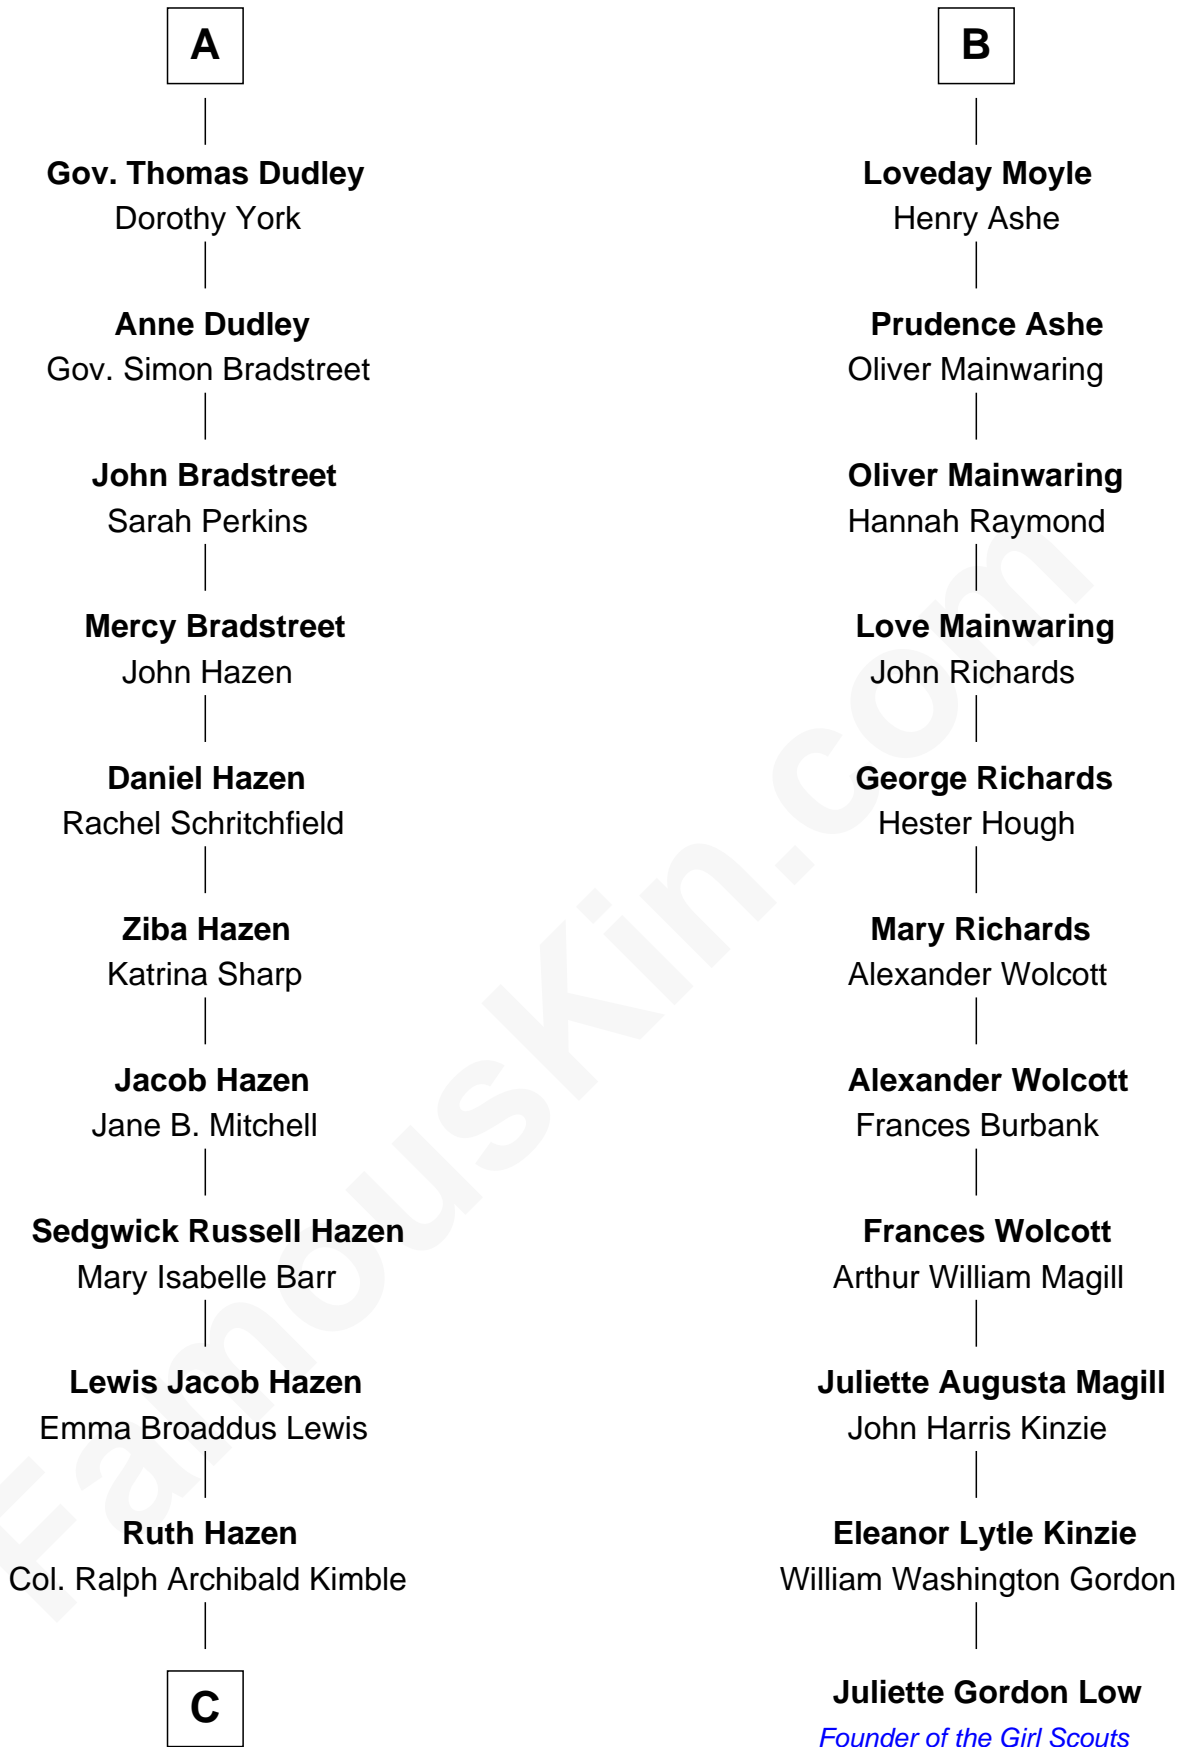 A
Gov. Thomas Dudley
Dorothy York
Anne Dudley
Gov. Simon Bradstreet
John Bradstreet
Sarah Perkins
Mercy Bradstreet
John Hazen
Daniel Hazen
Rachel Schritchfield
Ziba Hazen
Katrina Sharp
Jacob Hazen
Jane B. Mitchell
Sedgwick Russell Hazen
Mary Isabelle Barr
Lewis Jacob Hazen
Emma Broaddus Lewis
Ruth Hazen
Col. Ralph Archibald Kimble
C
B
Loveday Moyle
Henry Ashe
Prudence Ashe
Oliver Mainwaring
Oliver Mainwaring
Hannah Raymond
Love Mainwaring
John Richards
George Richards
Hester Hough
Mary Richards
Alexander Wolcott
Alexander Wolcott
Frances Burbank
Frances Wolcott
Arthur William Magill
Juliette Augusta Magill
John Harris Kinzie
Eleanor Lytle Kinzie
William Washington Gordon
Juliette Gordon Low
Founder of the Girl Scouts
FamousKin.com